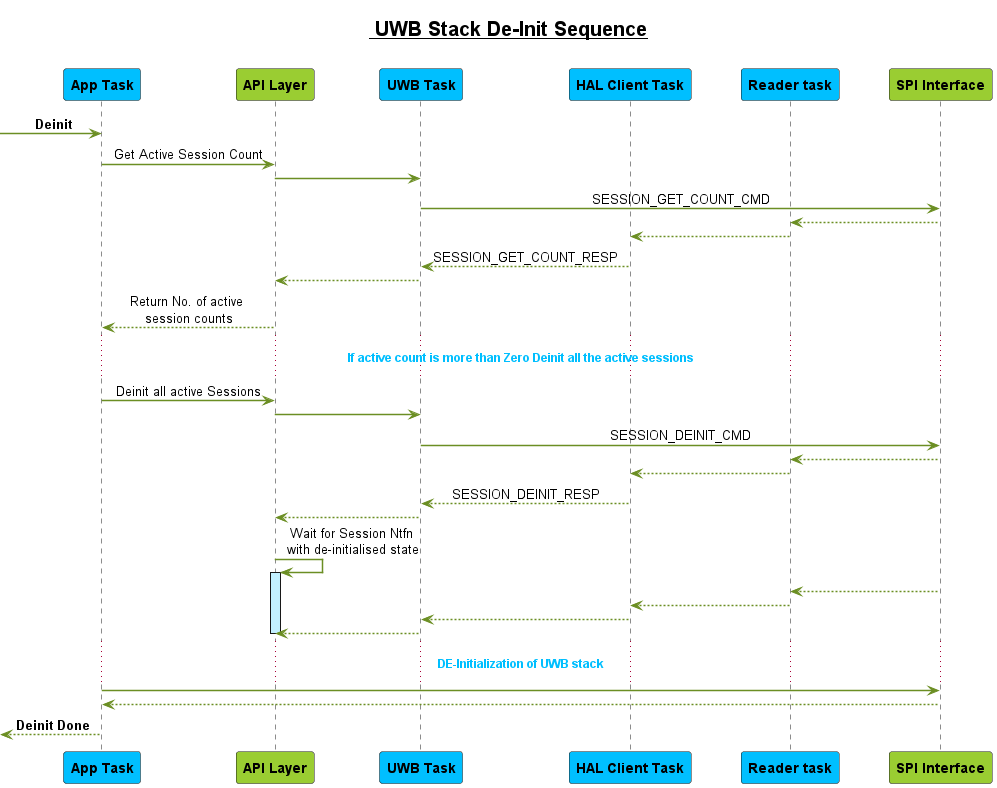 UWB Stack De-Init Sequence
App Task
API Layer
UWB Task
HAL Client Task
Reader task
SPI Interface
Deinit
Get Active Session Count
SESSION_GET_COUNT_CMD
SESSION_GET_COUNT_RESP
Return No. of active
session counts
If active count is more than Zero Deinit all the active sessions
Deinit all active Sessions
SESSION_DEINIT_CMD
SESSION_DEINIT_RESP
Wait for Session Ntfn
with de-initialised state
DE-Initialization of UWB stack
Deinit Done
App Task
API Layer
UWB Task
HAL Client Task
Reader task
SPI Interface